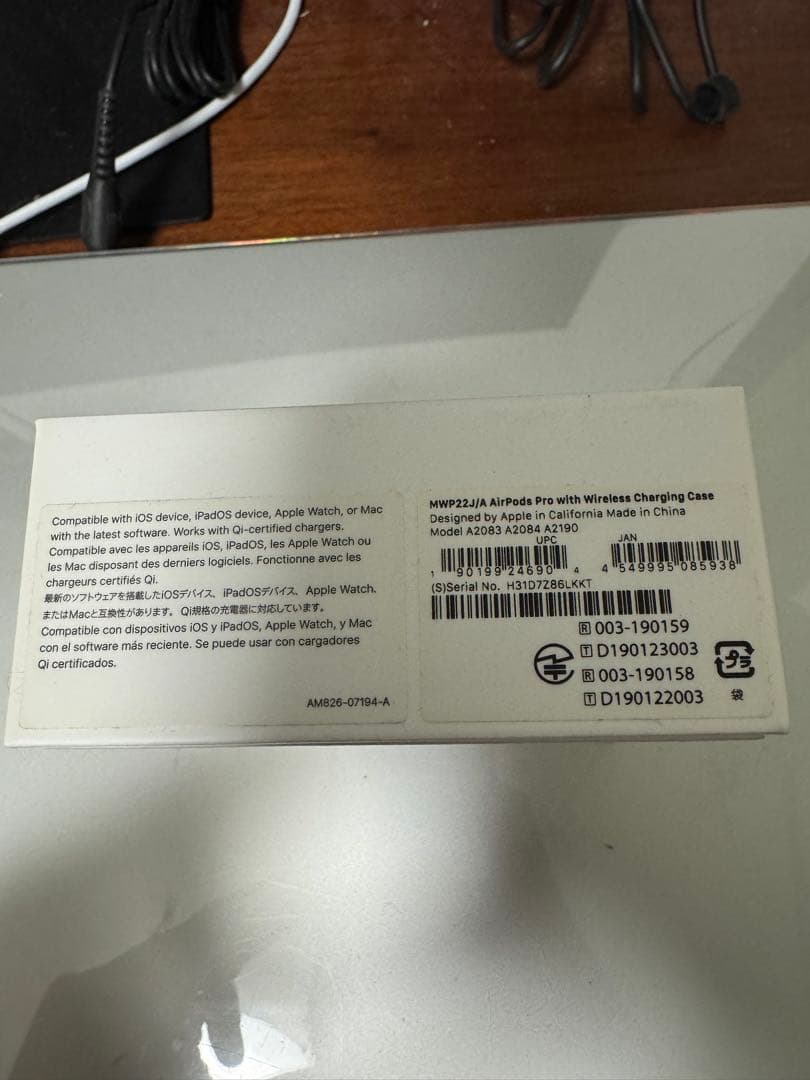 Compatible with iOS device, iPadOS device, Apple Watch, or Mac
with the latest software. Works with Qi-certified chargers.
Compatible avec les appareils iOS, iPadOS, les Apple Watch ou
les Mac disposant des derniers logiciels. Fonctionne avec les
chargeurs certifiés Qi.
最新のソフトウェアを搭載したiOSデバイス、iPadOSデバイス、Apple Watch、
またはMacと互換性があります。Qi規格の充電器に対応しています。
Compatible con dispositivos iOS y iPadOS, Apple Watch, y Mac
con el software más reciente. Se puede usar con cargadores
Qi certificados.
AM826-07194-A
MWP22J/A AirPods Pro with Wireless Charging Case
Designed by Apple in California Made in China
Model A2083 A2084 A2190
UPC
1 90199 24690 4
JAN
4 549995 085938
(S)Serial No. H31D7Z86LKKT
R 003-190159
T D190123003
R 003-190158
T D190122003
プラ
袋